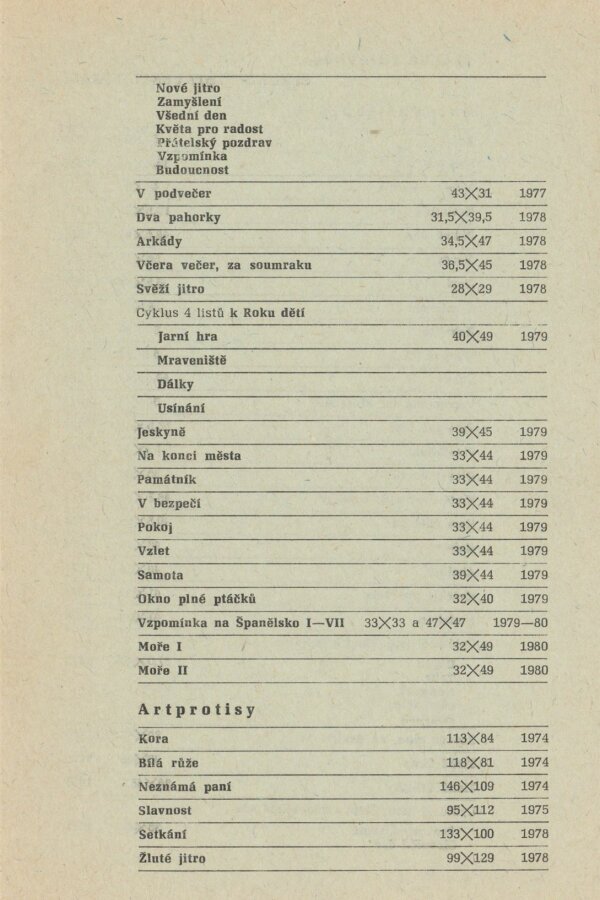 Nové jitro
Zamyšlení
Všední den
Květa pro radost
Přátelský pozdrav
Vzpomínka
Budoucnost
V podvečer 43×31 1977
Dva pahorky 31,5×39,5 1978
Arkády 34,5×47 1978
Včera večer, za soumraku 36,5×45 1978
Svěží jitro 28×29 1978
Cyklus 4 listů k Roku dětí
Jarní hra 40×49 1979
Mraveniště
Dálky
Usínání
Jeskyně 39×45 1979
Na konci města 33×44 1979
Památník 33×44 1979
V bezpečí 33×44 1979
Pokoj 33×44 1979
Vzlet 33×44 1979
Samota 39×44 1979
Okno plné ptáčků 32×40 1979
Vzpomínka na Španělsko I—VII 33×33 a 47×47 1979—80
Moře I 32×49 1980
Moře II 32×49 1980
Artprotisy
Kora 113×84 1974
Bílá růže 118×81 1974
Neznámá paní 146×109 1974
Slavnost 95×112 1975
Setkání 133×100 1978
Žluté jitro 99×129 1978